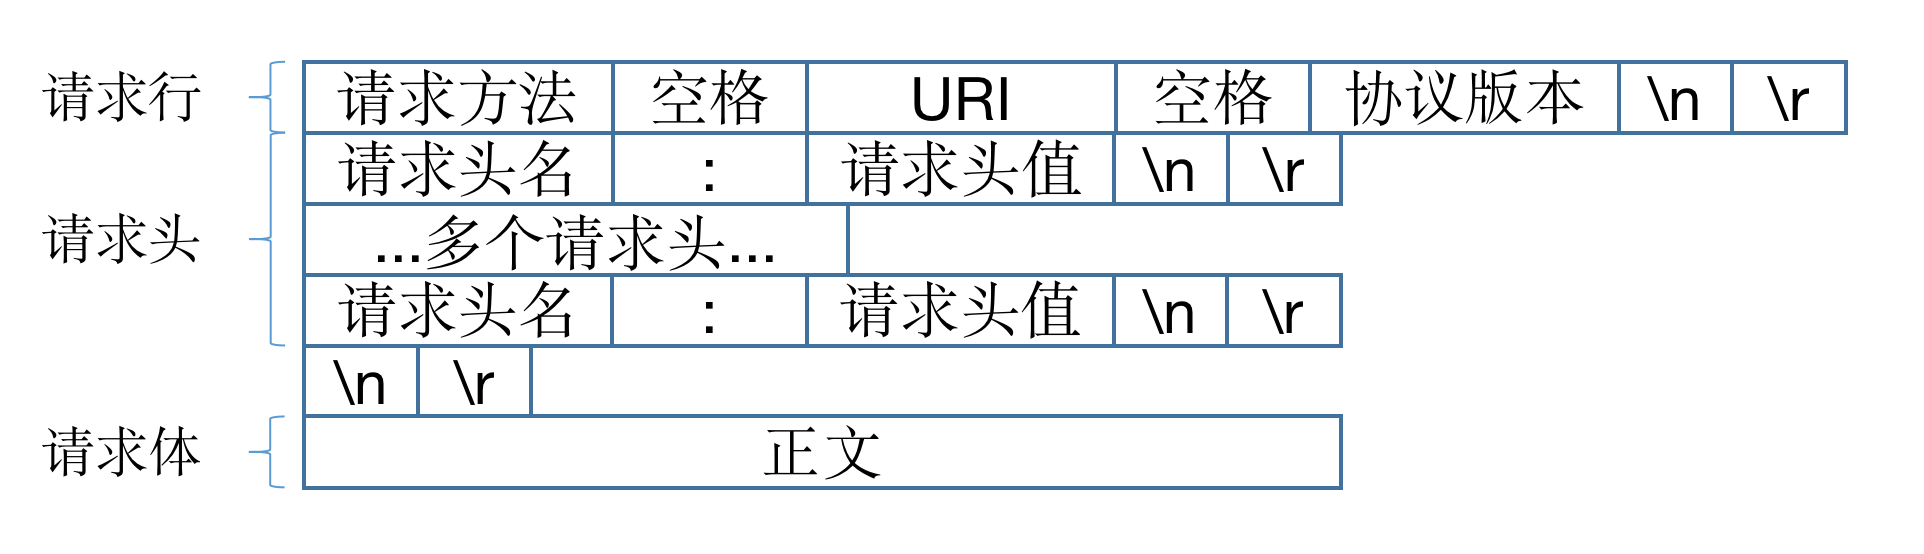 请求行 请求方法 空格 URI 空格 协议版本 \n \r
请求头名 : 请求头值 \n \r
请求头 ...多个请求头...
请求头名 : 请求头值 \n \r
\n \r
请求体 正文